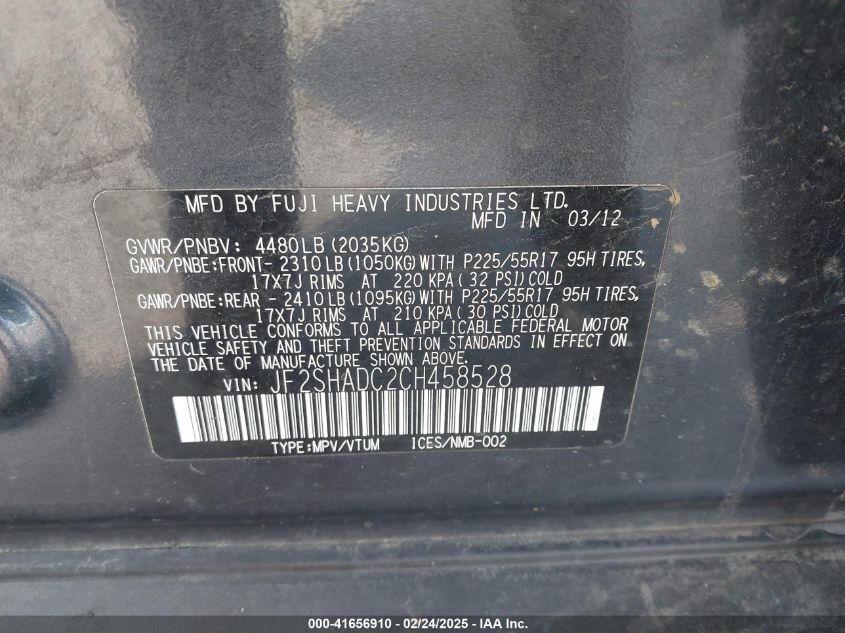 MFD BY FUJI HEAVY INDUSTRIES LTD.
MFD IN 03/12
GVWR/PNBV: 4480LB(2035KG)
GAWR/PNBE:FRONT- 2310LB(1050KG)WITH P225/55R17 95H TIRES,
17X7J RIMS AT 220 KPA(32 PSI)COLD
GAWR/PNBE:REAR - 2410LB(1095KG)WITH P225/55R17 95H TIRES,
17X7J RIMS AT 210 KPA(30 PSI)COLD
THIS VEHICLE CONFORMS TO ALL APPLICABLE FEDERAL MOTOR
VEHICLE SAFETY AND THEFT PREVENTION STANDARDS IN EFFECT
ON THE DATE OF MANUFACTURE SHOWN ABOVE.
VIN: JF2SHADC2CH458528
TYPE:MPV/VTUM ICES/NMB-002
000-41656910 - 02/24/2025 - IAA Inc.